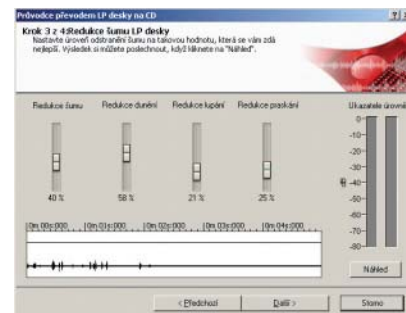 Průvodce převodem LP desky na CD
Krok 3 z 4:Redukce šumu LP desky
Nastavte úroveň odstranění šumu na takovou hodnotu, která se vám zdá
nejlepší. Výsledek si můžete poslechnout, když kliknete na "Náhled".
Redukce šumu Redukce dunění Redukce lupání Redukce praskání Ukazatele úrovně
0
-10
-20
-30
-40
-50
-60
-70
-80
40 % 58 % 21 % 25 %
0m 00s:000 0m 01s:000 0m 02s:000 0m 03s:000 0m 04s:000
Náhled
< Předchozí Další > Storno